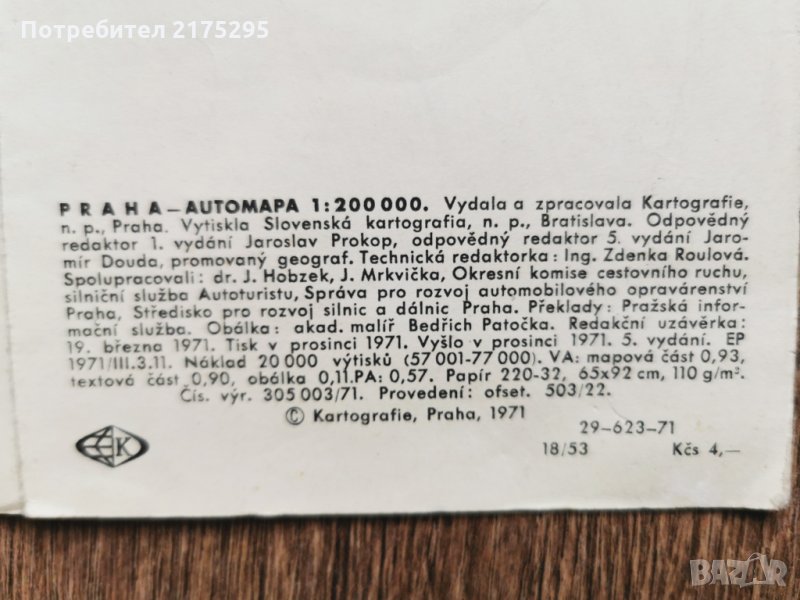 Потребител 2175295
PRAHA – AUTOMAPA 1:200 000. Vydala a zpracovala Kartografie,
n. p., Praha. Vytiskla Slovenská kartografia, n. p., Bratislava. Odpovědný
redaktor 1. vydání Jaroslav Prokop, odpovědný redaktor 5. vydání Jaro-
mír Douda, promovaný geograf. Technická redaktorka: Ing. Zdenka Roulová.
Spolupracovali: dr. J. Hobzek, J. Mrkvička, Okresní komise cestovního ruchu,
silniční služba Autoturistu, Správa pro rozvoj automobilového opravárenství
Praha, Středisko pro rozvoj silnic a dálnic Praha. Překlady: Pražská infor-
mační služba. Obálka: akad. malíř Bedřich Patočka. Redakční uzávěrka:
19. března 1971. Tisk v prosinci 1971. Vyšlo v prosinci 1971. 5. vydání. EP
1971/III.3.11. Náklad 20 000 výtisků (57 001-77 000). VA: mapová část 0,93,
textová část 0,90, obálka 0,11. PA: 0,57. Papír 220-32, 65x92 cm, 110 g/m².
Čís. výr. 305 003/71. Provedení: ofset. 503/22.
© Kartografie, Praha, 1971
29-623-71
18/53 Kčs 4,—
K
BAZAR